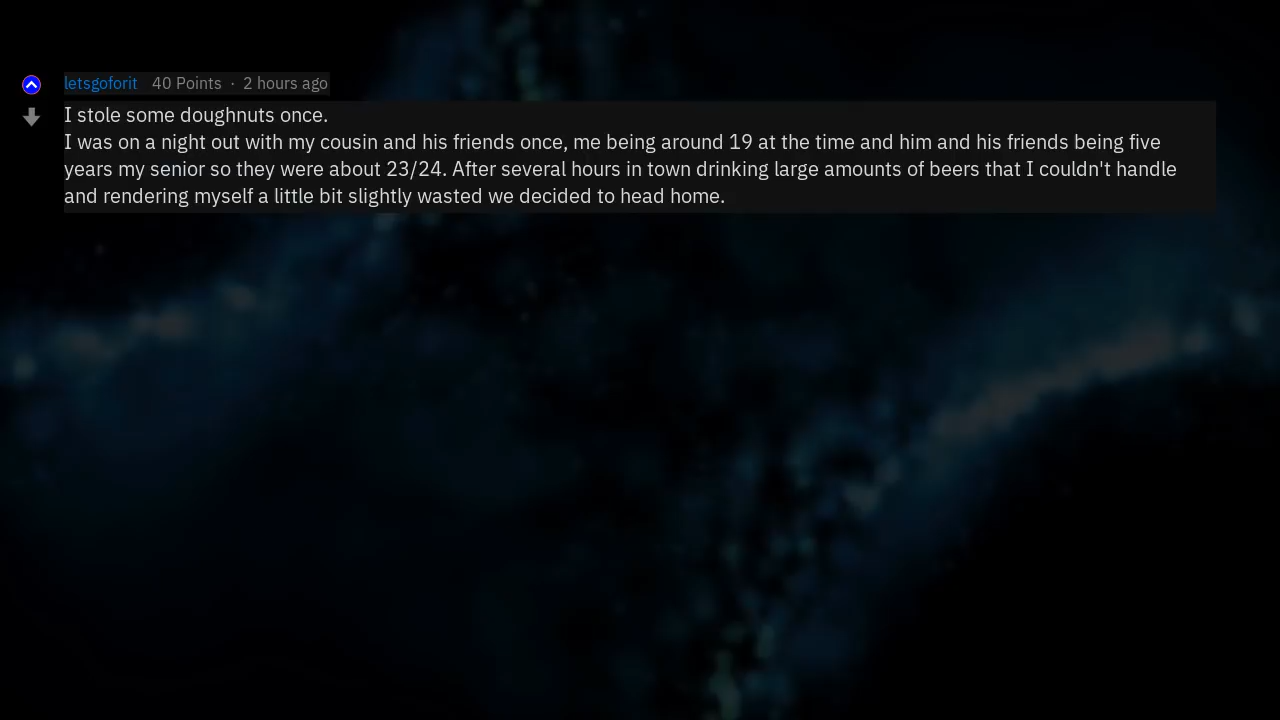 letsgoforit 40 Points · 2 hours ago
I stole some doughnuts once.
I was on a night out with my cousin and his friends once, me being around 19 at the time and him and his friends being five
years my senior so they were about 23/24. After several hours in town drinking large amounts of beers that I couldn't handle
and rendering myself a little bit slightly wasted we decided to head home.